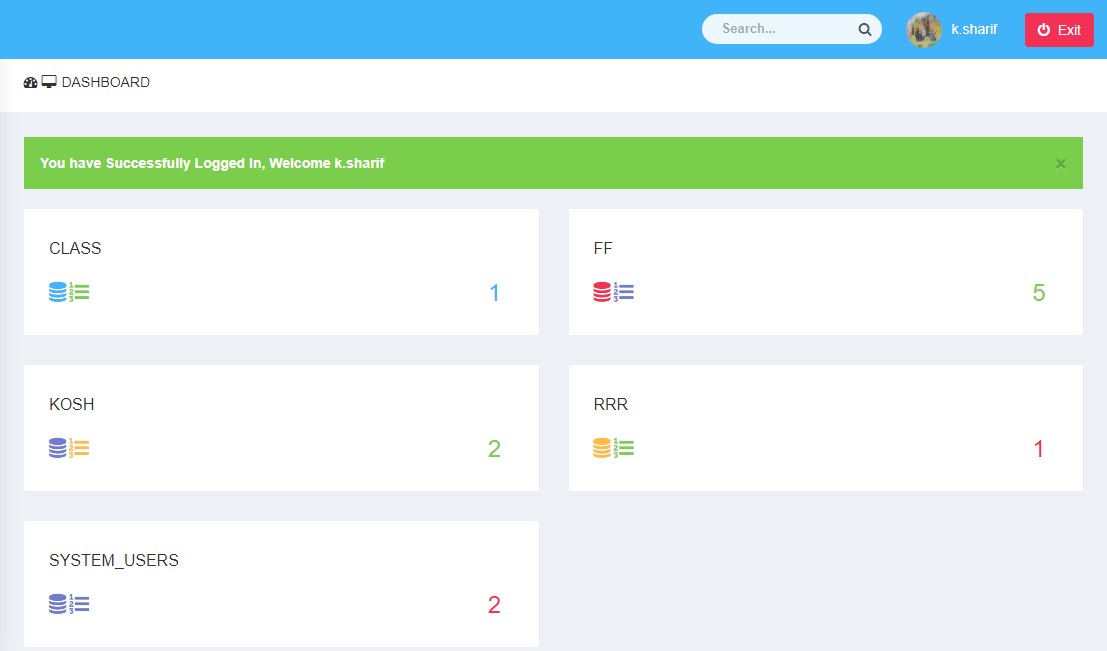 Search...
k.sharif
Exit
DASHBOARD
You have Successfully Logged In, Welcome k.sharif
×
CLASS
1
FF
5
KOSH
2
RRR
1
SYSTEM_USERS
2